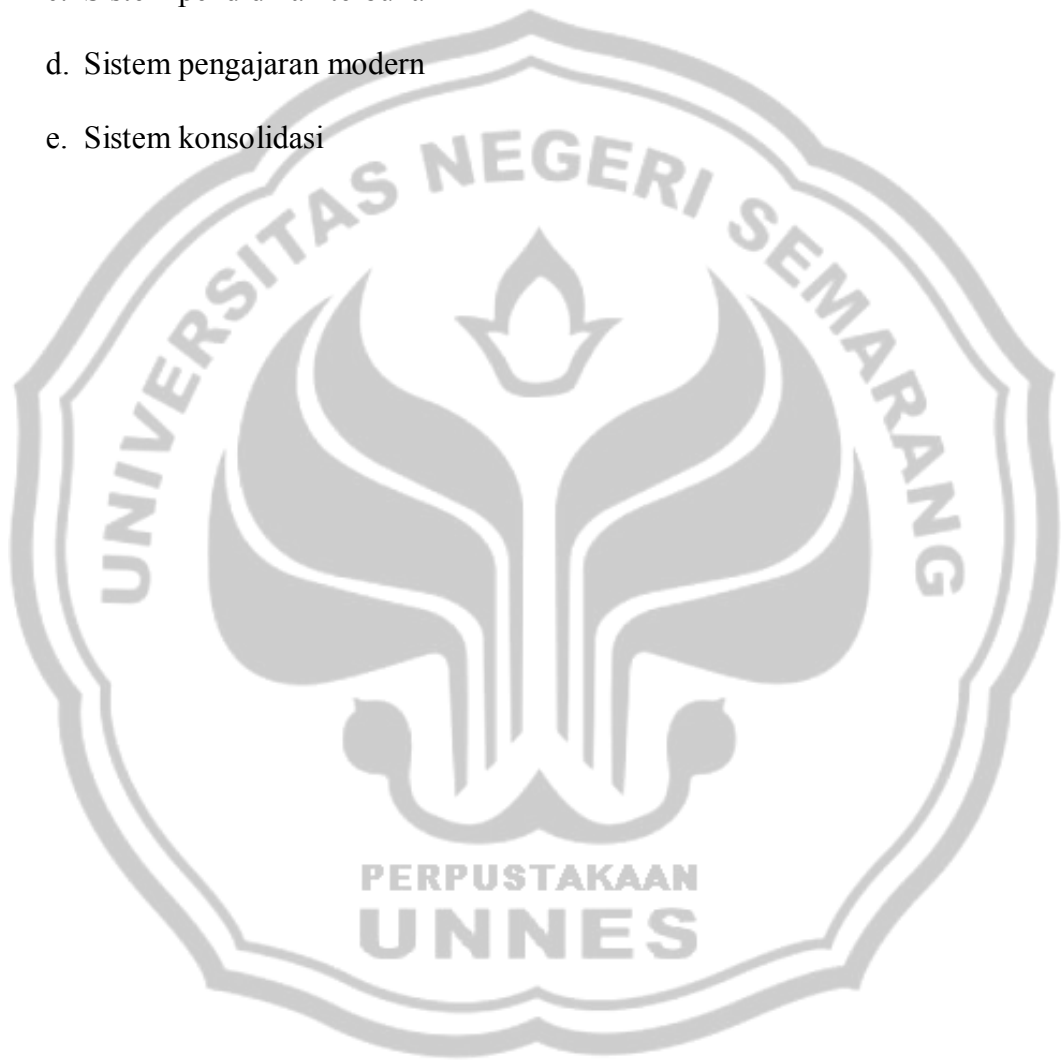 d. Sistem pengajaran modern
e. Sistem konsolidasi
UNIVERSITAS NEGERI SEMARANG
PERPUSTAKAAN
UNNES